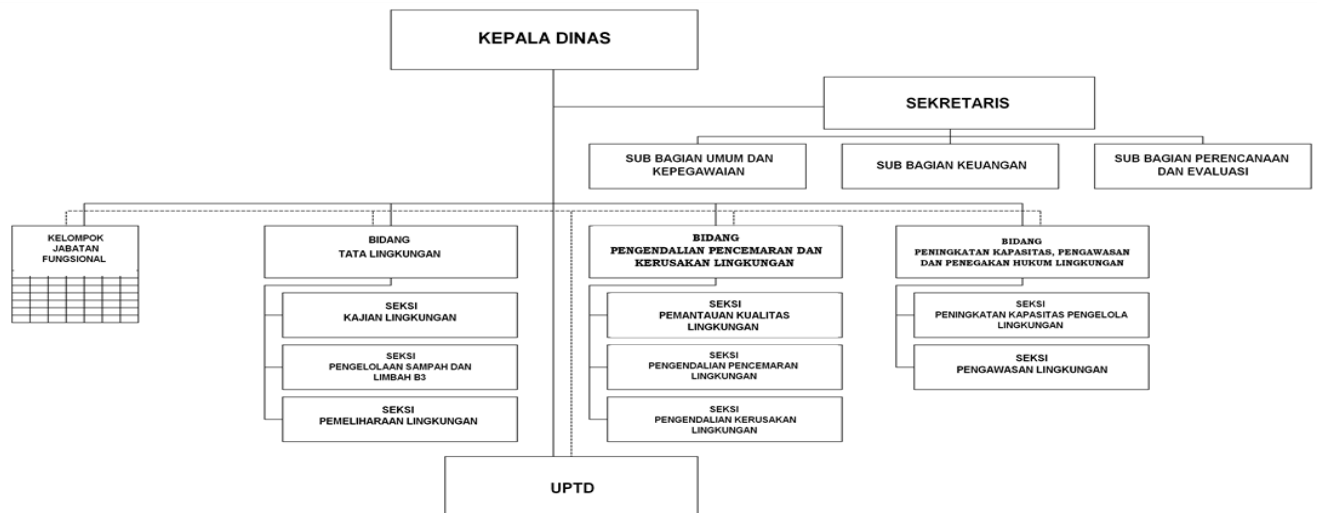 KEPALA DINAS
SEKRETARIS
SUB BAGIAN UMUM DAN
KEPEGAWAIAN
SUB BAGIAN KEUANGAN
SUB BAGIAN PERENCANAAN
DAN EVALUASI
KELOMPOK
JABATAN
FUNGSIONAL
BIDANG
TATA LINGKUNGAN
BIDANG
PENGENDALIAN PENCEMARAN DAN
KERUSAKAN LINGKUNGAN
BIDANG
PENINGKATAN KAPASITAS, PENGAWASAN
DAN PENEGAKAN HUKUM LINGKUNGAN
SEKSI
KAJIAN LINGKUNGAN
SEKSI
PENGELOLAAN SAMPAH DAN
LIMBAH B3
SEKSI
PEMELIHARAAN LINGKUNGAN
SEKSI
PEMANTAUAN KUALITAS
LINGKUNGAN
SEKSI
PENGENDALIAN PENCEMARAN
LINGKUNGAN
SEKSI
PENGENDALIAN KERUSAKAN
LINGKUNGAN
SEKSI
PENINGKATAN KAPASITAS PENGELOLA
LINGKUNGAN
SEKSI
PENGAWASAN LINGKUNGAN
UPTD